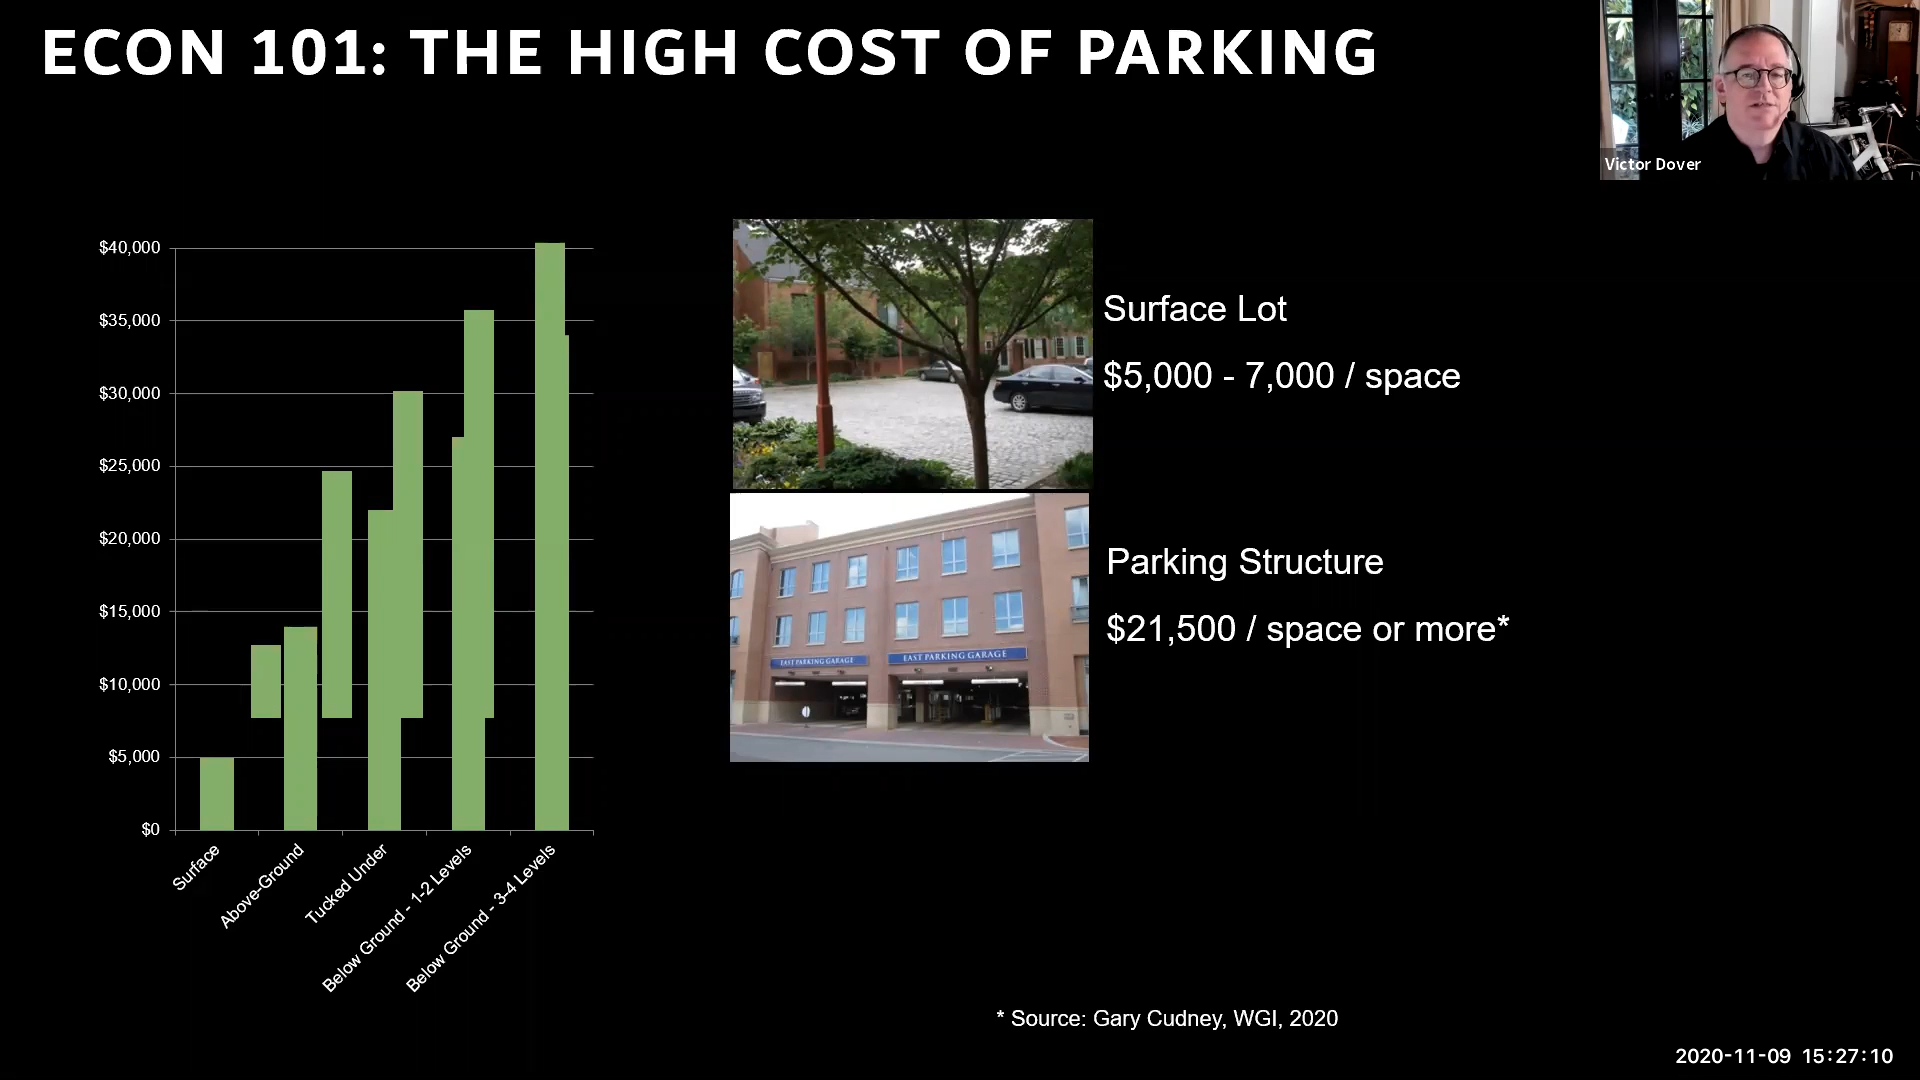 ECON 101: THE HIGH COST OF PARKING
Victor Dover
$40,000
$35,000
$30,000
$25,000
$20,000
$15,000
$10,000
$5,000
$0
Surface
Above-Ground
Tucked Under
Below Ground - 1-2 Levels
Below Ground - 3-4 Levels
Surface Lot
$5,000 - 7,000 / space
EAST PARKING GARAGE
EAST PARKING GARAGE
Parking Structure
$21,500 / space or more*
* Source: Gary Cudney, WGI, 2020
2020-11-09 15:27:10